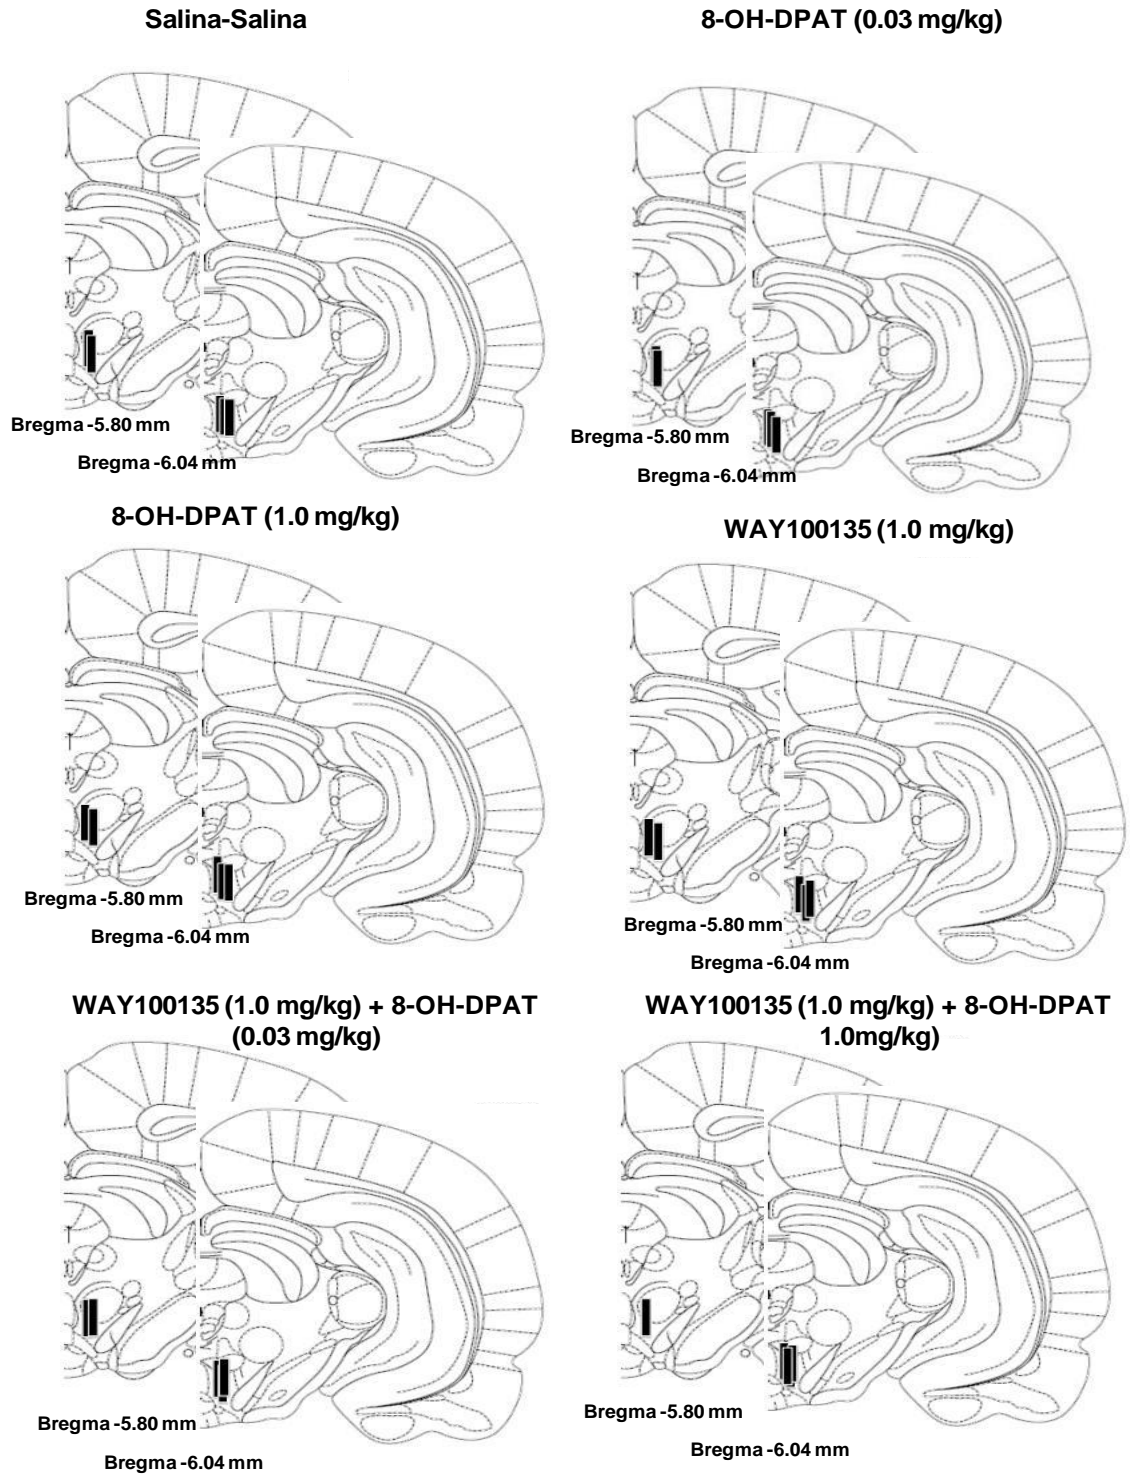 Salina-Salina
8-OH-DPAT (0.03 mg/kg)
Bregma -5.80 mm
Bregma -6.04 mm
Bregma -5.80 mm
Bregma -6.04 mm
8-OH-DPAT (1.0 mg/kg)
WAY100135 (1.0 mg/kg)
Bregma -5.80 mm
Bregma -6.04 mm
Bregma -5.80 mm
Bregma -6.04 mm
WAY100135 (1.0 mg/kg) + 8-OH-DPAT
(0.03 mg/kg)
WAY100135 (1.0 mg/kg) + 8-OH-DPAT
1.0mg/kg)
Bregma -5.80 mm
Bregma -6.04 mm
Bregma -5.80 mm
Bregma -6.04 mm